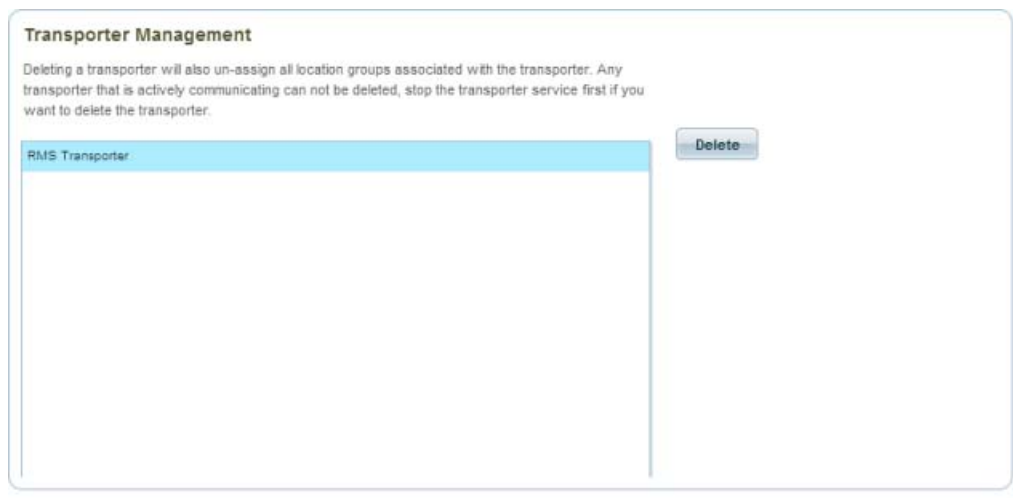 Transporter Management
Deleting a transporter will also un-assign all location groups associated with the transporter. Any
transporter that is actively communicating can not be deleted, stop the transporter service first if you
want to delete the transporter.
Delete
RMS Transporter